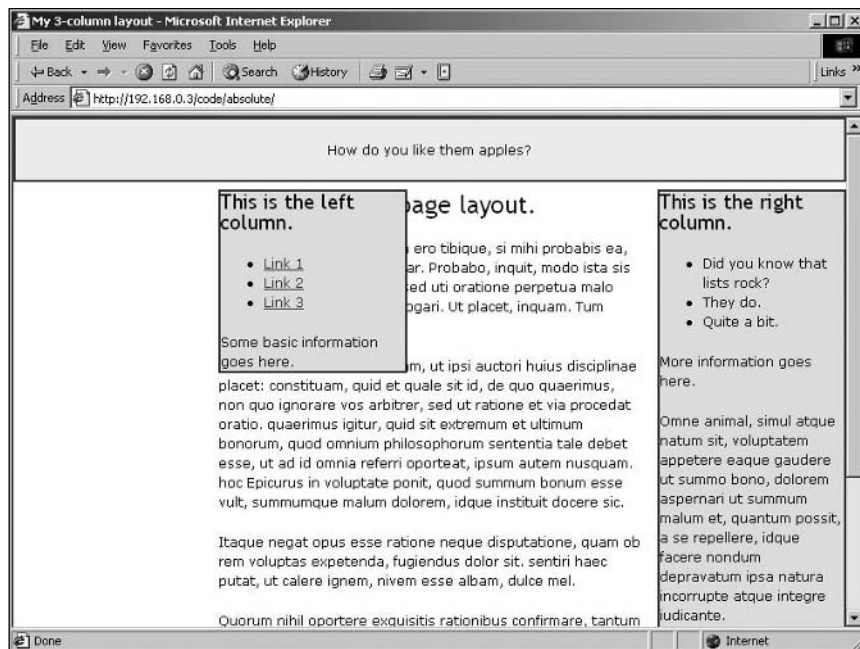 My 3-column layout - Microsoft Internet Explorer
File Edit View Favorites Tools Help
Back Search History Links »
Address http://192.168.0.3/code/absolute/
How do you like them apples?
This is the left
column.
Link 1
Link 2
Link 3
Some basic information
goes here.
page layout.
ero tibique, si mihi probabis ea,
ar. Probabo, inquit, modo ista sis
sed uti oratione perpetua malo
ogari. Ut placet, inquam. Tum
m, ut ipsi auctori huius disciplinae
placet: constituam, quid et quale sit id, de quo quaerimus,
non quo ignorare vos arbitrer, sed ut ratione et via procedat
oratio. quaerimus igitur, quid sit extremum et ultimum
bonorum, quod omnium philosophorum sententia tale debet
esse, ut ad id omnia referri oporteat, ipsum autem nusquam.
hoc Epicurus in voluptate ponit, quod summum bonum esse
vult, summumque malum dolorem, idque instituit docere sic.
Itaque negat opus esse ratione neque disputatione, quam ob
rem voluptas expetenda, fugiendus dolor sit. sentiri haec
putat, ut calere ignem, nivem esse albam, dulce mel.
Quorum nihil oportere exquisitis rationibus confirmare, tantum
This is the right
column.
Did you know that
lists rock?
They do.
Quite a bit.
More information goes
here.
Omne animal, simul atque
natum sit, voluptatem
appetere eaque gaudere
ut summo bono, dolorem
aspernari ut summum
malum et, quantum possit,
a se repellere, idque
facere nondum
depravatum ipsa natura
incorrupte atque integre
iudicante.
Done Internet